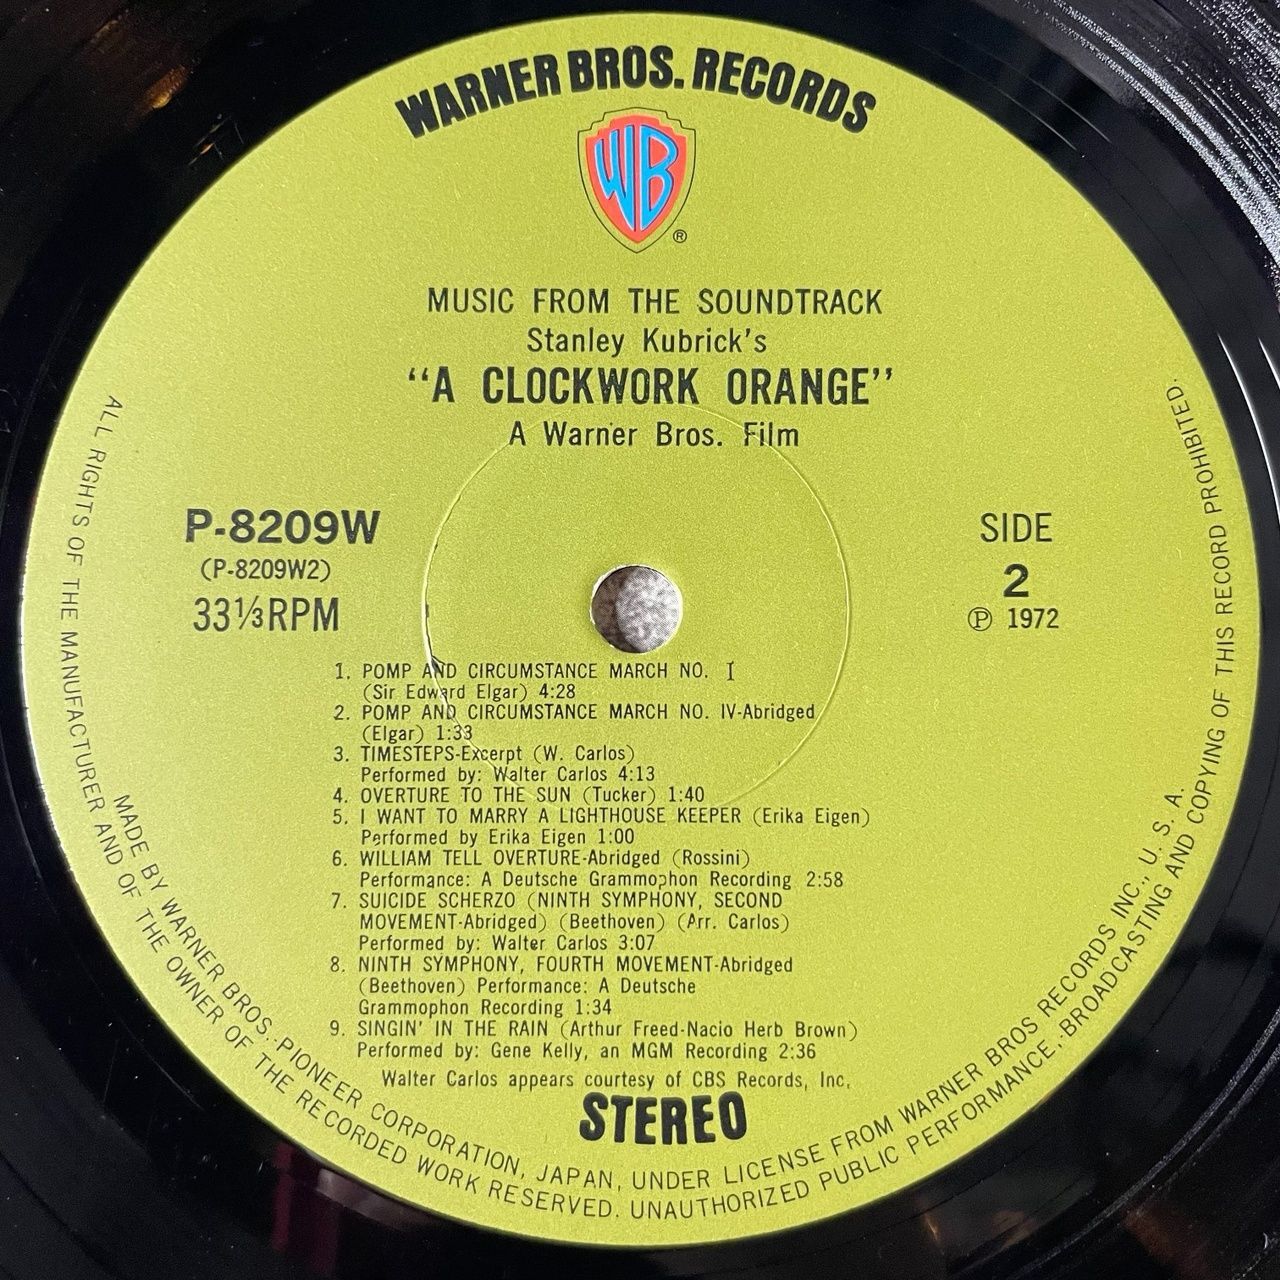 WARNER BROS. RECORDS
WB
®
MUSIC FROM THE SOUNDTRACK
Stanley Kubrick's
"A CLOCKWORK ORANGE"
A Warner Bros. Film
P-8209W
(P-8209W2)
33⅓RPM
SIDE
2
℗ 1972
1. POMP AND CIRCUMSTANCE MARCH NO. I
(Sir Edward Elgar) 4:28
2. POMP AND CIRCUMSTANCE MARCH NO. IV-Abridged
(Elgar) 1:33
3. TIMESTEPS-Excerpt (W. Carlos)
Performed by: Walter Carlos 4:13
4. OVERTURE TO THE SUN (Tucker) 1:40
5. I WANT TO MARRY A LIGHTHOUSE KEEPER (Erika Eigen)
Performed by Erika Eigen 1:00
6. WILLIAM TELL OVERTURE-Abridged (Rossini)
Performance: A Deutsche Grammophon Recording 2:58
7. SUICIDE SCHERZO (NINTH SYMPHONY, SECOND
MOVEMENT-Abridged) (Beethoven) (Arr. Carlos)
Performed by: Walter Carlos 3:07
8. NINTH SYMPHONY, FOURTH MOVEMENT-Abridged
(Beethoven) Performance: A Deutsche
Grammophon Recording 1:34
9. SINGIN' IN THE RAIN (Arthur Freed-Nacio Herb Brown)
Performed by: Gene Kelly, an MGM Recording 2:36
Walter Carlos appears courtesy of CBS Records, Inc.
STEREO
MADE BY WARNER BROS.-PIONEER CORPORATION, JAPAN, UNDER LICENSE FROM WARNER BROS RECORDS INC., U. S. A.
ALL RIGHTS OF THE MANUFACTURER AND OF THE OWNER OF THE RECORDED WORK RESERVED. UNAUTHORIZED PUBLIC PERFORMANCE, BROADCASTING AND COPYING OF THIS RECORD PROHIBITED.